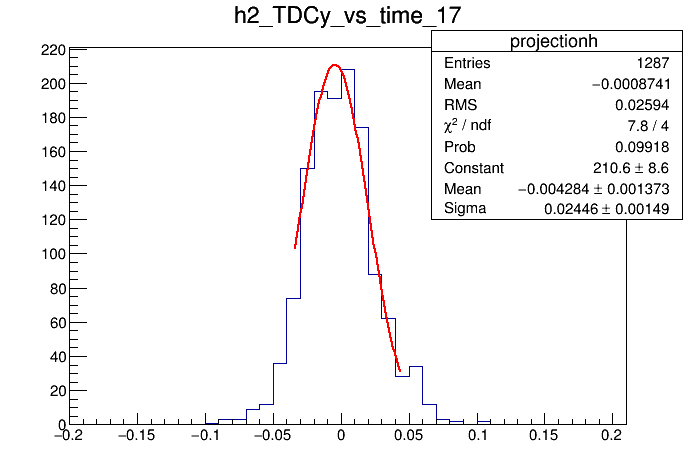 h2_TDCy_vs_time_17
projectionh
Entries 1287
Mean −0.0008741
RMS 0.02594
χ² / ndf 7.8 / 4
Prob 0.09918
Constant 210.6 ± 8.6
Mean −0.004284 ± 0.001373
Sigma 0.02446 ± 0.00149
220
200
180
160
140
120
100
80
60
40
20
0
−0.2 −0.15 −0.1 −0.05 0 0.05 0.1 0.15 0.2